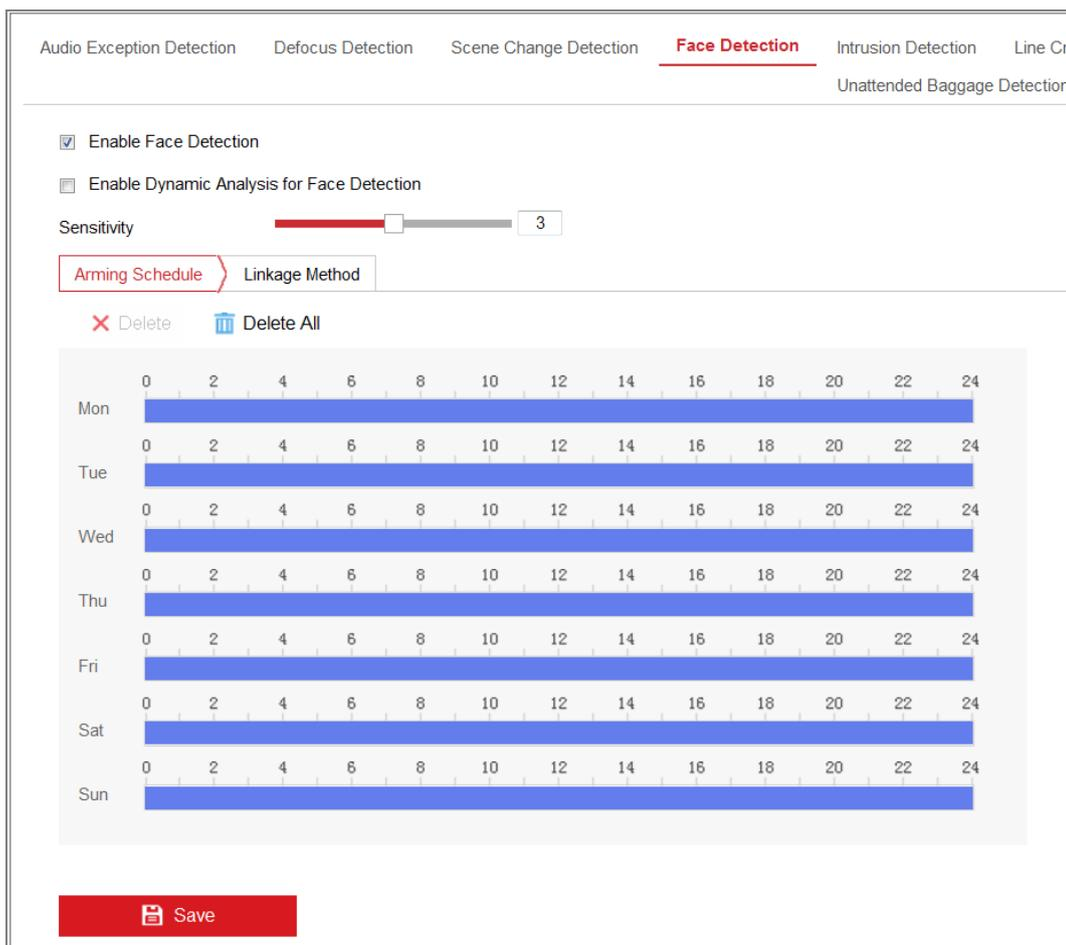 Audio Exception Detection Defocus Detection Scene Change Detection Face Detection Intrusion Detection Line
Unattended Baggage Detection
Enable Face Detection
Enable Dynamic Analysis for Face Detection
Sensitivity 3
Arming Schedule Linkage Method
Delete Delete All
0 2 4 6 8 10 12 14 16 18 20 22 24
Mon
0 2 4 6 8 10 12 14 16 18 20 22 24
Tue
0 2 4 6 8 10 12 14 16 18 20 22 24
Wed
0 2 4 6 8 10 12 14 16 18 20 22 24
Thu
0 2 4 6 8 10 12 14 16 18 20 22 24
Fri
0 2 4 6 8 10 12 14 16 18 20 22 24
Sat
0 2 4 6 8 10 12 14 16 18 20 22 24
Sun
Save